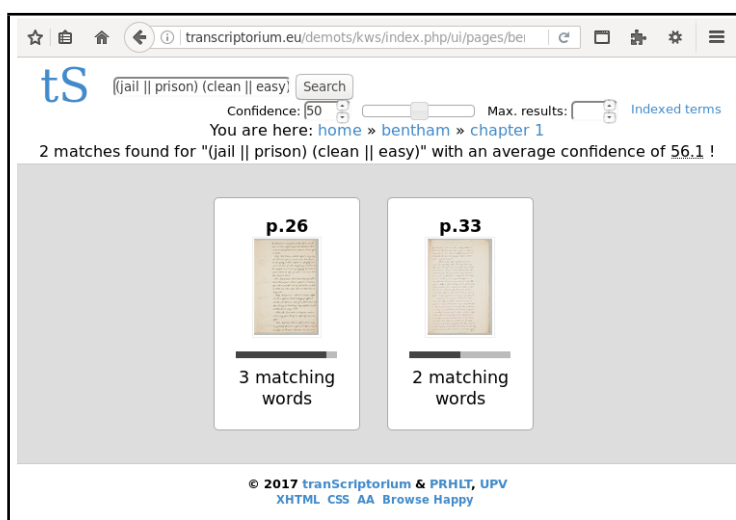 transcriptorium.eu/demots/kws/index.php/ui/pages/ber
tS
(jail || prison) (clean || easy) Search
Confidence: 50 Max. results: Indexed terms
You are here: home » bentham » chapter 1
2 matches found for "(jail || prison) (clean || easy)" with an average confidence of 56.1 !
p.26 p.33
3 matching 2 matching
words words
© 2017 tranScriptorium & PRHLT, UPV
XHTML CSS AA Browse Happy